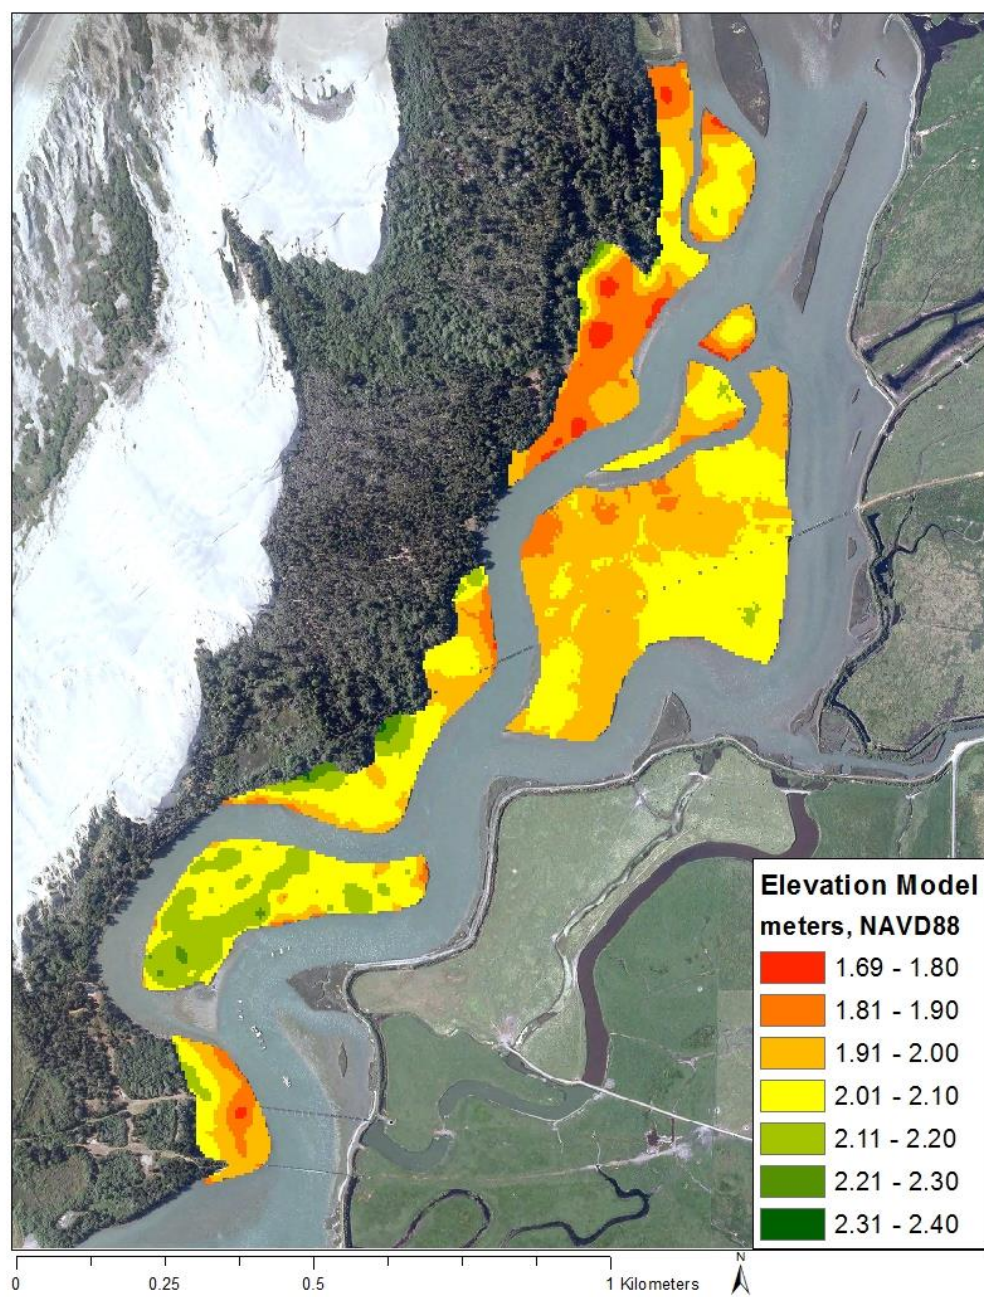 Elevation Model
meters, NAVD88
1.69 - 1.80
1.81 - 1.90
1.91 - 2.00
2.01 - 2.10
2.11 - 2.20
2.21 - 2.30
2.31 - 2.40
0 0.25 0.5 1 Kilometers
N